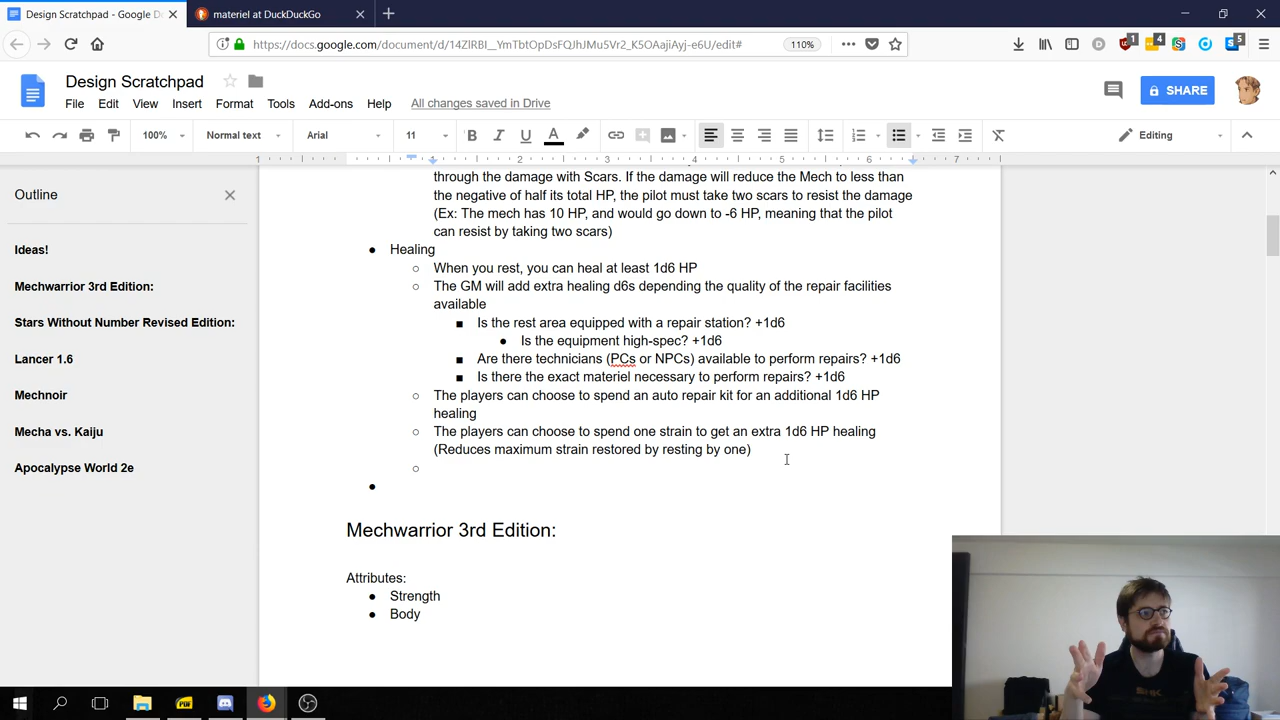 Design Scratchpad - Google D
materiel at DuckDuckGo
110%
1
4
5
Design Scratchpad
File Edit View Insert Format Tools Add-ons Help All changes saved in Drive
SHARE
100% Normal text Arial 11 B I U A Editing
1 1 2 3 4 5 6 7
Outline
Ideas!
Mechwarrior 3rd Edition:
Stars Without Number Revised Edition:
Lancer 1.6
Mechnoir
Mecha vs. Kaiju
Apocalypse World 2e
through the damage with Scars. If the damage will reduce the Mech to less than
the negative of half its total HP, the pilot must take two scars to resist the damage
(Ex: The mech has 10 HP, and would go down to -6 HP, meaning that the pilot
can resist by taking two scars)
● Healing
○ When you rest, you can heal at least 1d6 HP
○ The GM will add extra healing d6s depending the quality of the repair facilities
available
■ Is the rest area equipped with a repair station? +1d6
● Is the equipment high-spec? +1d6
■ Are there technicians (PCs or NPCs) available to perform repairs? +1d6
■ Is there the exact materiel necessary to perform repairs? +1d6
○ The players can choose to spend an auto repair kit for an additional 1d6 HP
healing
○ The players can choose to spend one strain to get an extra 1d6 HP healing
(Reduces maximum strain restored by resting by one)
Mechwarrior 3rd Edition:
Attributes:
● Strength
● Body